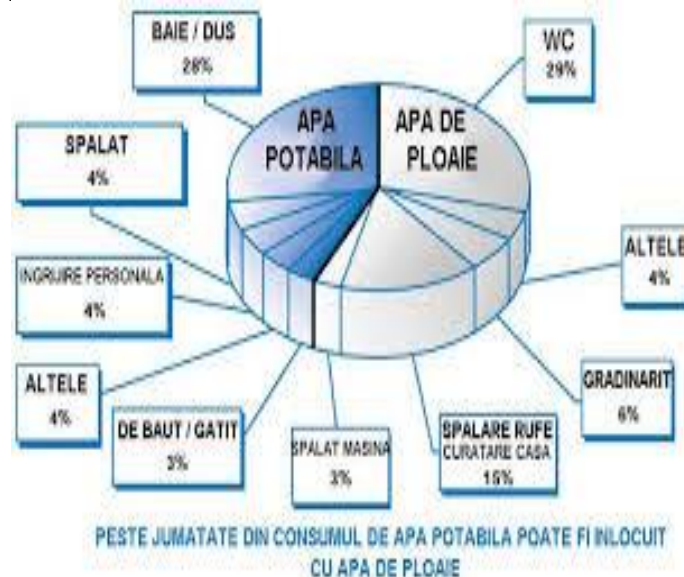 BAIE / DUS
28%
WC
29%
APA
POTABILA
APA DE
PLOAIE
SPALAT
4%
INGRIJIRE PERSONALA
4%
ALTELE
4%
DE BAUT / GATIT
3%
SPALAT MASINA
3%
SPALARE RUFE
CURATARE CASA
15%
GRADINARIT
6%
ALTELE
4%
PESTE JUMATATE DIN CONSUMUL DE APA POTABILA POATE FI INLOCUIT
CU APA DE PLOAIE